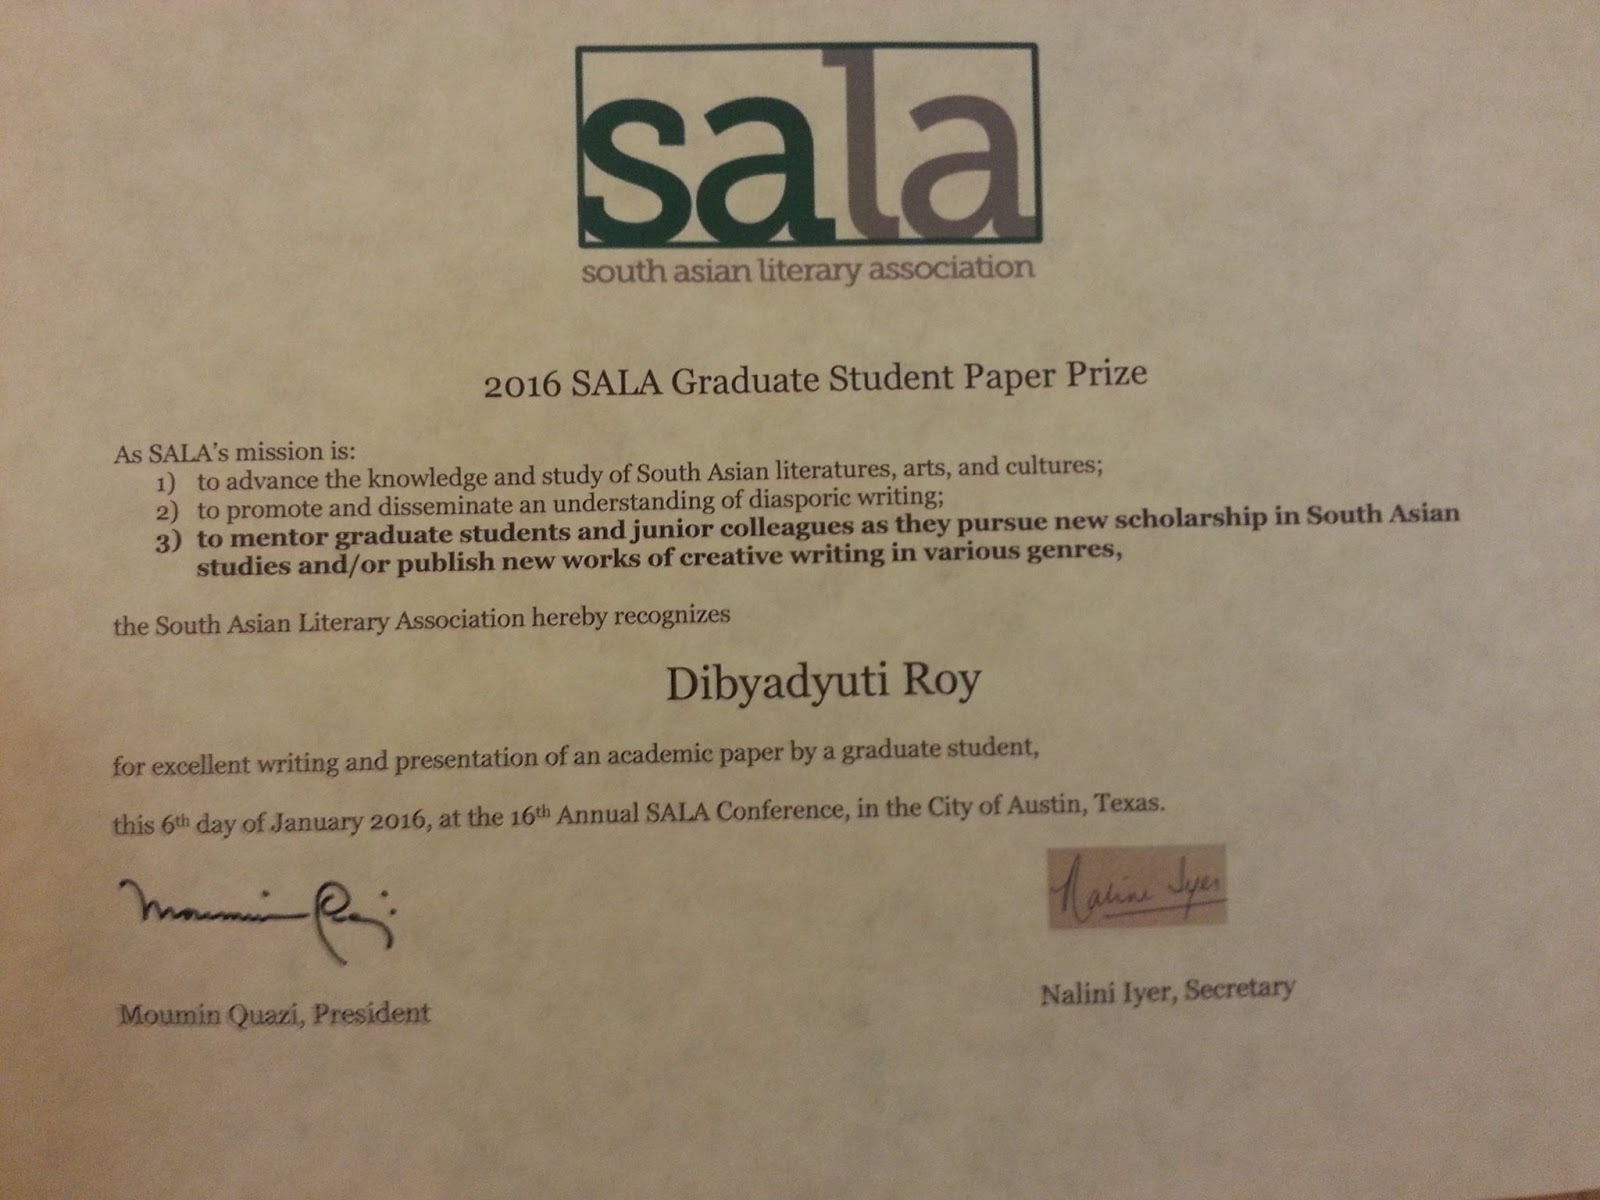 sala
south asian literary association
2016 SALA Graduate Student Paper Prize
As SALA's mission is:
1) to advance the knowledge and study of South Asian literatures, arts, and cultures;
2) to promote and disseminate an understanding of diasporic writing;
3) to mentor graduate students and junior colleagues as they pursue new scholarship in South Asian
studies and/or publish new works of creative writing in various genres,
the South Asian Literary Association hereby recognizes
Dibyadyuti Roy
for excellent writing and presentation of an academic paper by a graduate student,
this 6th day of January 2016, at the 16th Annual SALA Conference, in the City of Austin, Texas.
Moumin Quazi
Nalini Iyer
Moumin Quazi, President
Nalini Iyer, Secretary